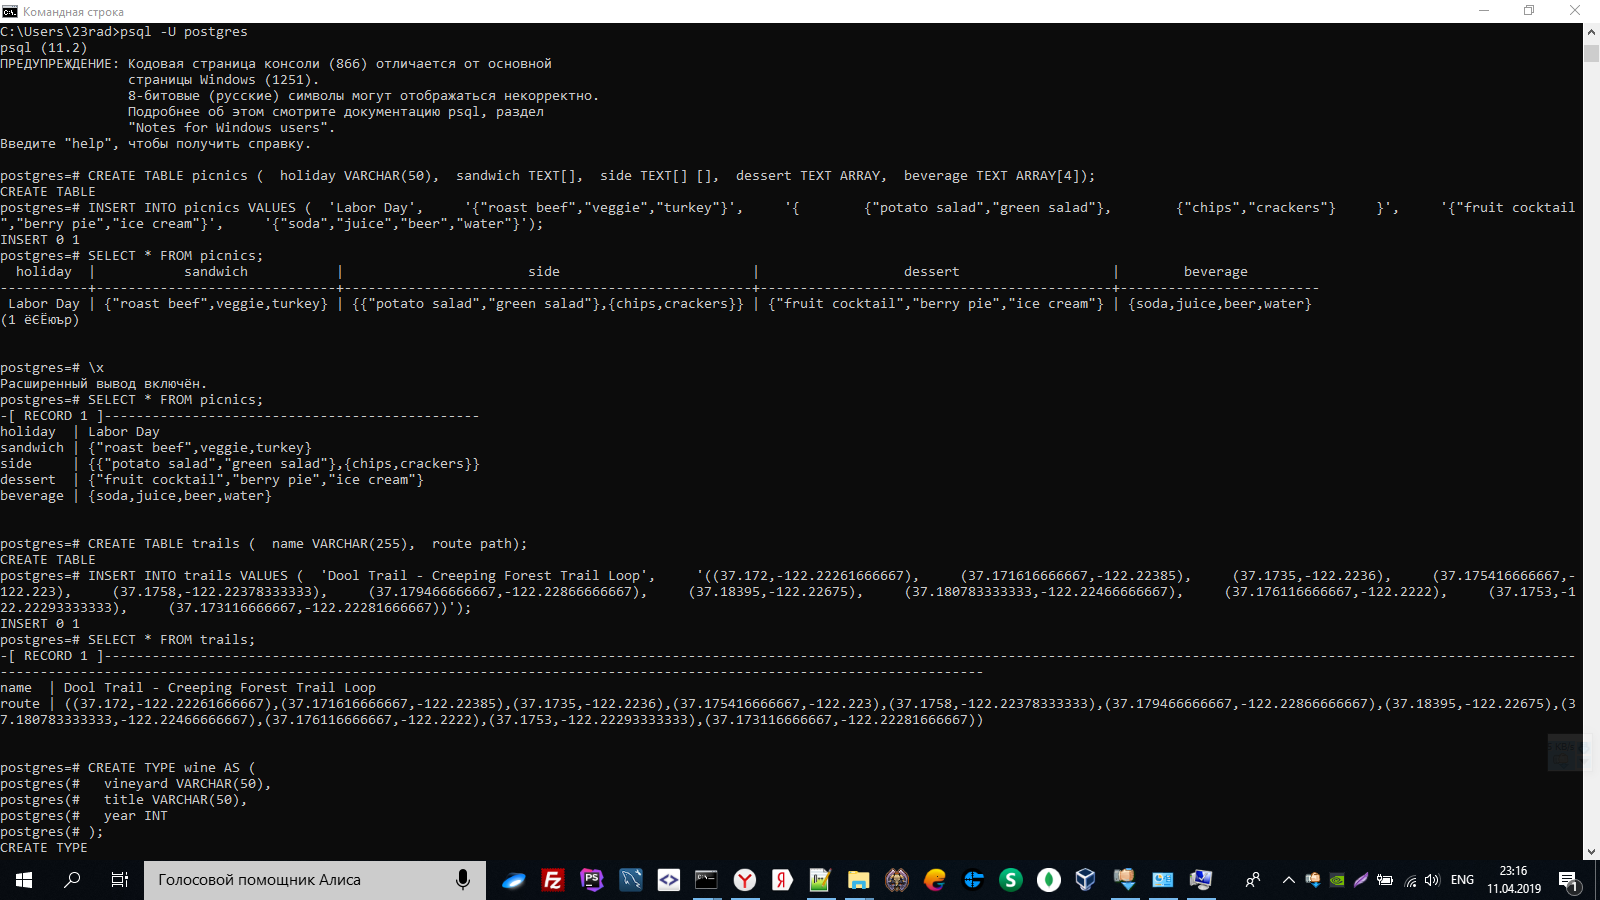 Командная строка
C:\Users\23rad>psql -U postgres
psql (11.2)
ПРЕДУПРЕЖДЕНИЕ: Кодовая страница консоли (866) отличается от основной
                страницы Windows (1251).
                8-битовые (русские) символы могут отображаться некорректно.
                Подробнее об этом смотрите документацию psql, раздел
                "Notes for Windows users".
Введите "help", чтобы получить справку.
postgres=# CREATE TABLE picnics (  holiday VARCHAR(50),  sandwich TEXT[],  side TEXT[] [],  dessert TEXT ARRAY,  beverage TEXT ARRAY[4]);
CREATE TABLE
postgres=# INSERT INTO picnics VALUES (  'Labor Day',     '{"roast beef","veggie","turkey"}',     '{        {"potato salad","green salad"},        {"chips","crackers"}     }',     '{"fruit cocktail
","berry pie","ice cream"}',     '{"soda","juice","beer","water"}');
INSERT 0 1
postgres=# SELECT * FROM picnics;
  holiday  |           sandwich           |                       side                        |                  dessert                   |        beverage
-----------+------------------------------+---------------------------------------------------+--------------------------------------------+-------------------------
 Labor Day | {"roast beef",veggie,turkey} | {{"potato salad","green salad"},{chips,crackers}} | {"fruit cocktail","berry pie","ice cream"} | {soda,juice,beer,water}
(1 ёЄЁюър)
postgres=# \x
Расширенный вывод включён.
postgres=# SELECT * FROM picnics;
-[ RECORD 1 ]-----------------------------------------------
holiday  | Labor Day
sandwich | {"roast beef",veggie,turkey}
side     | {{"potato salad","green salad"},{chips,crackers}}
dessert  | {"fruit cocktail","berry pie","ice cream"}
beverage | {soda,juice,beer,water}
postgres=# CREATE TABLE trails (  name VARCHAR(255),  route path);
CREATE TABLE
postgres=# INSERT INTO trails VALUES (  'Dool Trail - Creeping Forest Trail Loop',     '((37.172,-122.22261666667),     (37.171616666667,-122.22385),     (37.1735,-122.2236),     (37.175416666667,-
122.223),     (37.1758,-122.22378333333),     (37.179466666667,-122.22866666667),     (37.18395,-122.22675),     (37.180783333333,-122.22466666667),     (37.176116666667,-122.2222),     (37.1753,-1
22.22293333333),     (37.173116666667,-122.22281666667))');
INSERT 0 1
postgres=# SELECT * FROM trails;
-[ RECORD 1 ]----------------------------------------------------------------------------------------------------------------------------------------------------------------------------------------
---------------------------------------------------------------------------------------------------------------------------
name  | Dool Trail - Creeping Forest Trail Loop
route | ((37.172,-122.22261666667),(37.171616666667,-122.22385),(37.1735,-122.2236),(37.175416666667,-122.223),(37.1758,-122.22378333333),(37.179466666667,-122.22866666667),(37.18395,-122.22675),(3
7.180783333333,-122.22466666667),(37.176116666667,-122.2222),(37.1753,-122.22293333333),(37.173116666667,-122.22281666667))
postgres=# CREATE TYPE wine AS (
postgres(#   vineyard VARCHAR(50),
postgres(#   title VARCHAR(50),
postgres(#   year INT
postgres(# );
CREATE TYPE
Голосовой помощник Алиса
ENG
23:16
11.04.2019
1